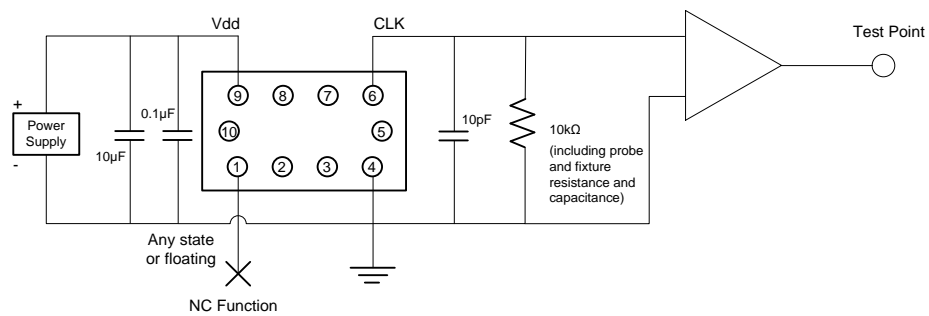 Vdd
CLK
Test Point
+
Power
Supply
-
10µF
0.1µF
9
8
7
6
10
5
1
2
3
4
10pF
10kΩ
(including probe
and fixture
resistance and
capacitance)
Any state
or floating
NC Function